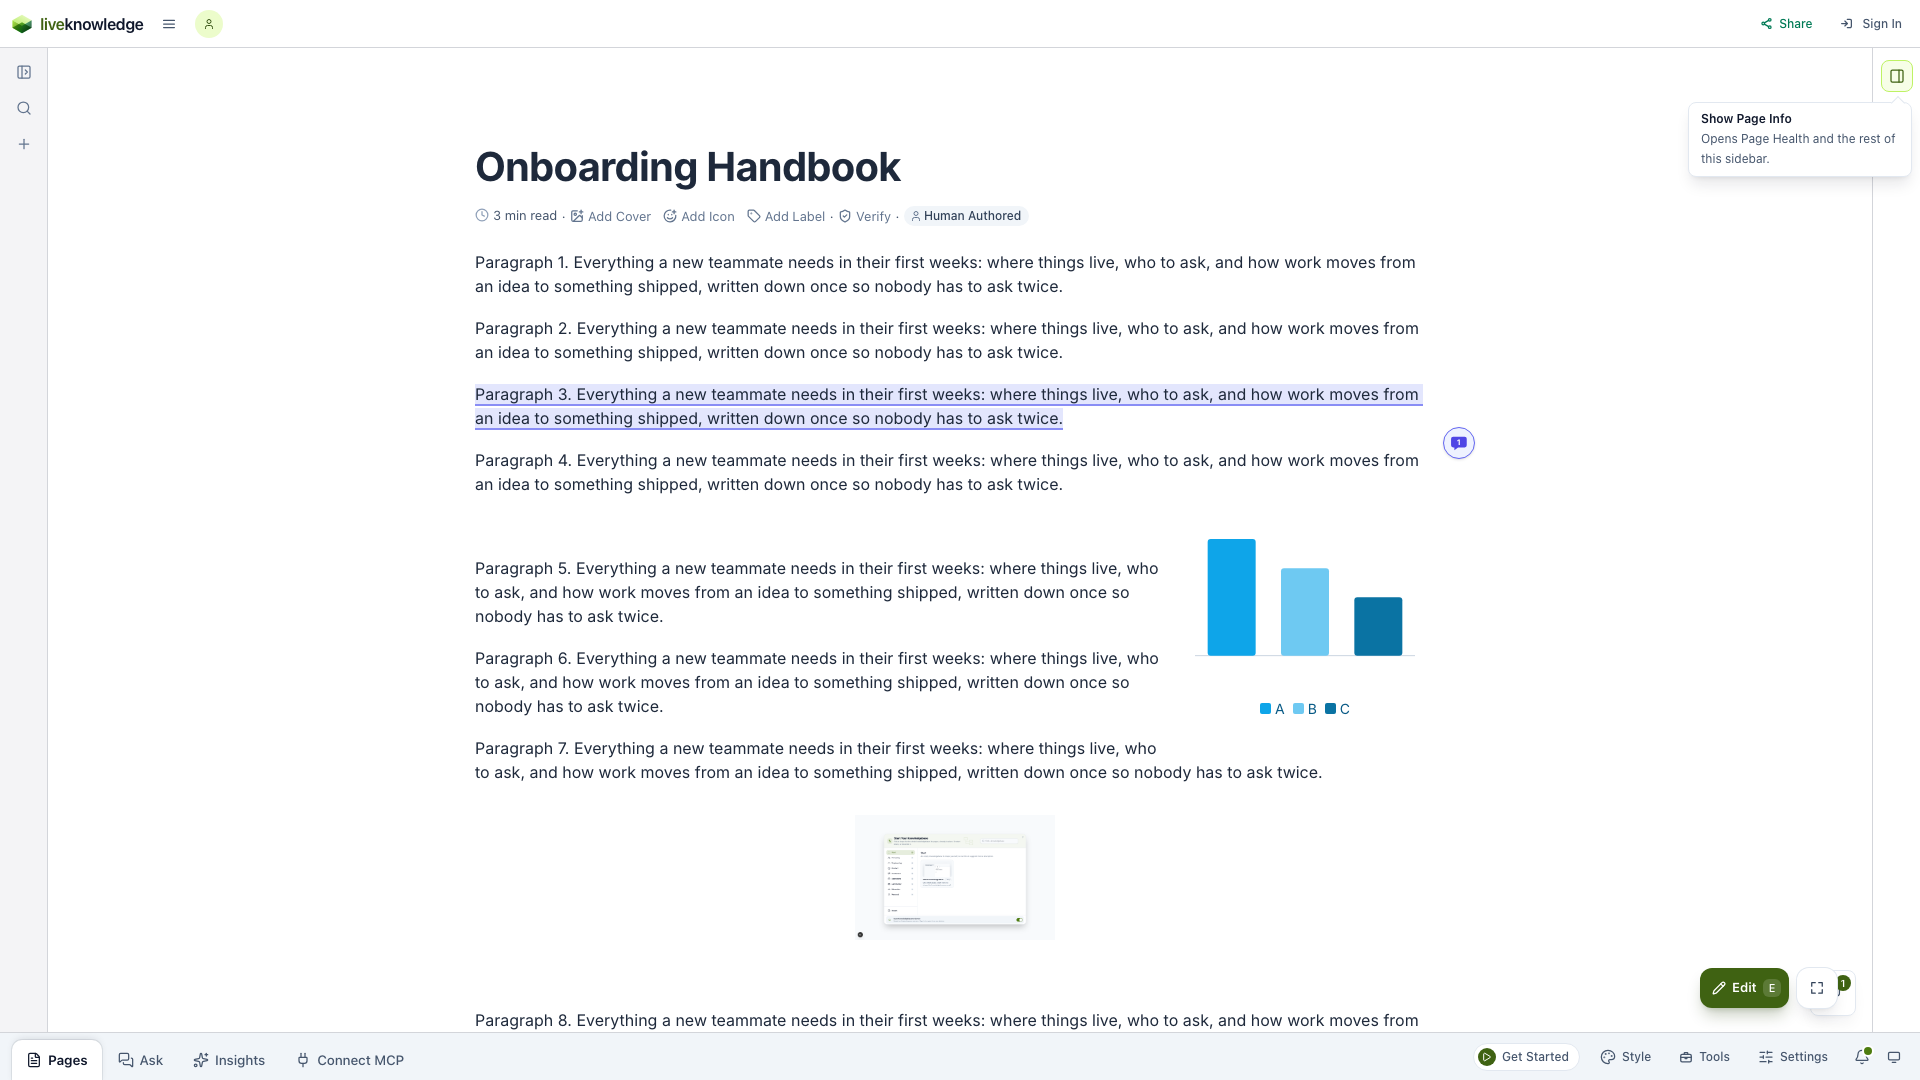 liveknowledge
Share
Sign In
Show Page Info
Opens Page Health and the rest of
this sidebar.
Onboarding Handbook
3 min read · Add Cover Add Icon Add Label · Verify · Human Authored
Paragraph 1. Everything a new teammate needs in their first weeks: where things live, who to ask, and how work moves from
an idea to something shipped, written down once so nobody has to ask twice.
Paragraph 2. Everything a new teammate needs in their first weeks: where things live, who to ask, and how work moves from
an idea to something shipped, written down once so nobody has to ask twice.
Paragraph 3. Everything a new teammate needs in their first weeks: where things live, who to ask, and how work moves from
an idea to something shipped, written down once so nobody has to ask twice.
1
Paragraph 4. Everything a new teammate needs in their first weeks: where things live, who to ask, and how work moves from
an idea to something shipped, written down once so nobody has to ask twice.
Paragraph 5. Everything a new teammate needs in their first weeks: where things live, who
to ask, and how work moves from an idea to something shipped, written down once so
nobody has to ask twice.
Paragraph 6. Everything a new teammate needs in their first weeks: where things live, who
to ask, and how work moves from an idea to something shipped, written down once so
nobody has to ask twice.
A B C
Paragraph 7. Everything a new teammate needs in their first weeks: where things live, who
to ask, and how work moves from an idea to something shipped, written down once so nobody has to ask twice.
Edit E
1
Paragraph 8. Everything a new teammate needs in their first weeks: where things live, who to ask, and how work moves from
Pages
Ask
Insights
Connect MCP
Get Started
Style
Tools
Settings